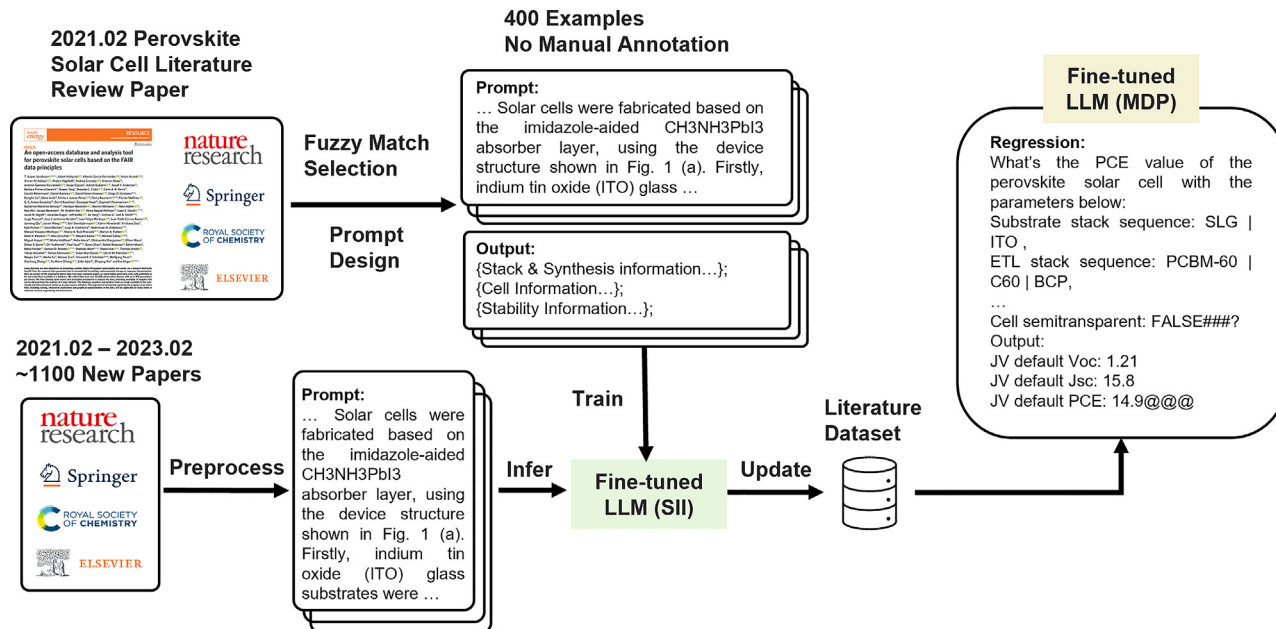 2021.02 Perovskite
Solar Cell Literature
Review Paper
RESOURCE
An open-access database and analysis tool
for perovskite solar cells based on the FAIR
data principles
nature
research
Springer
ROYAL SOCIETY
OF CHEMISTRY
ELSEVIER
Fuzzy Match
Selection
Prompt
Design
400 Examples
No Manual Annotation
Prompt:
… Solar cells were fabricated based on
the imidazole-aided CH3NH3PbI3
absorber layer, using the device
structure shown in Fig. 1 (a). Firstly,
indium tin oxide (ITO) glass …
Output:
{Stack & Synthesis information…};
{Cell Information…};
{Stability Information…};
2021.02 – 2023.02
~1100 New Papers
nature
research
Springer
ROYAL SOCIETY
OF CHEMISTRY
ELSEVIER
Preprocess
Prompt:
… Solar cells were
fabricated based on
the imidazole-aided
CH3NH3PbI3
absorber layer, using
the device structure
shown in Fig. 1 (a).
Firstly, indium tin
oxide (ITO) glass
substrates were …
Infer
Train
Fine-tuned
LLM (SII)
Update
Literature
Dataset
Fine-tuned
LLM (MDP)
Regression:
What's the PCE value of the
perovskite solar cell with the
parameters below:
Substrate stack sequence: SLG |
ITO ,
ETL stack sequence: PCBM-60 |
C60 | BCP,
…
Cell semitransparent: FALSE###?
Output:
JV default Voc: 1.21
JV default Jsc: 15.8
JV default PCE: 14.9@@@